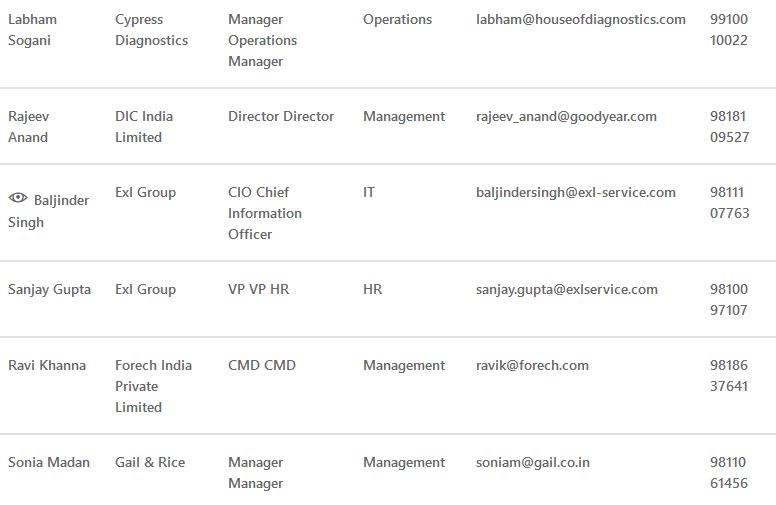 Labham Cypress Manager Operations labham@houseofdiagnostics.com 99100
Sogani Diagnostics Operations 10022
Manager
Rajeev DIC India Director Director Management rajeev_anand@goodyear.com 98181
Anand Limited 09527
Baljinder Exl Group CIO Chief IT baljindersingh@exl-service.com 98111
Singh Information 07763
Officer
Sanjay Gupta Exl Group VP VP HR HR sanjay.gupta@exlservice.com 98100
97107
Ravi Khanna Forech India CMD CMD Management ravik@forech.com 98186
Private 37641
Limited
Sonia Madan Gail & Rice Manager Management soniam@gail.co.in 98110
Manager 61456